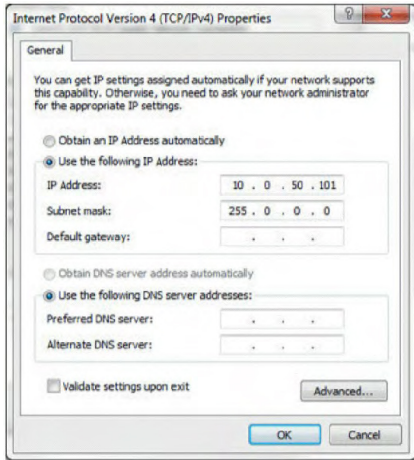 Internet Protocol Version 4 (TCP/IPv4) Properties
General
You can get IP settings assigned automatically if your network supports
this capability. Otherwise, you need to ask your network administrator
for the appropriate IP settings.
Obtain an IP Address automatically
Use the following IP Address:
IP Address: 10 . 0 . 50 . 101
Subnet mask: 255 . 0 . 0 . 0
Default gateway: . . .
Obtain DNS server address automatically
Use the following DNS server addresses:
Preferred DNS server: . . .
Alternate DNS server: . . .
Validate settings upon exit
Advanced...
OK Cancel